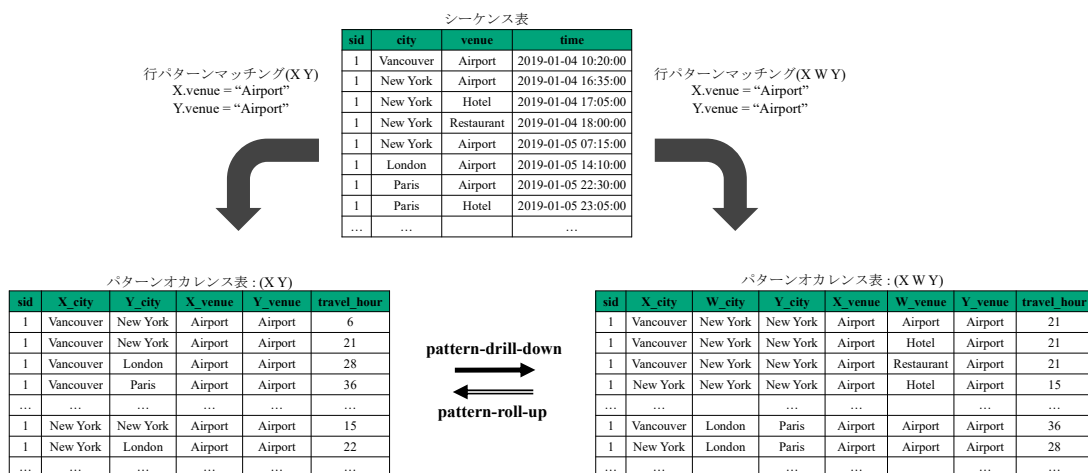 シーケンス表
sid city venue time
1 Vancouver Airport 2019-01-04 10:20:00
1 New York Airport 2019-01-04 16:35:00
1 New York Hotel 2019-01-04 17:05:00
1 New York Restaurant 2019-01-04 18:00:00
1 New York Airport 2019-01-05 07:15:00
1 London Airport 2019-01-05 14:10:00
1 Paris Airport 2019-01-05 22:30:00
1 Paris Hotel 2019-01-05 23:05:00
… … …
行パターンマッチング(X Y)
X.venue = “Airport”
Y.venue = “Airport”
行パターンマッチング(X W Y)
X.venue = “Airport”
Y.venue = “Airport”
パターンオカレンス表 : (X Y)
sid X_city Y_city X_venue Y_venue travel_hour
1 Vancouver New York Airport Airport 6
1 Vancouver New York Airport Airport 21
1 Vancouver London Airport Airport 28
1 Vancouver Paris Airport Airport 36
… … … … … …
1 New York New York Airport Airport 15
1 New York London Airport Airport 22
… … … … … …
pattern-drill-down
pattern-roll-up
パターンオカレンス表 : (X W Y)
sid X_city W_city Y_city X_venue W_venue Y_venue travel_hour
1 Vancouver New York New York Airport Airport Airport 21
1 Vancouver New York New York Airport Hotel Airport 21
1 Vancouver New York New York Airport Restaurant Airport 21
1 New York New York New York Airport Hotel Airport 15
… … … … … …
1 Vancouver London Paris Airport Airport Airport 36
1 New York London Paris Airport Airport Airport 28
… … … … … …